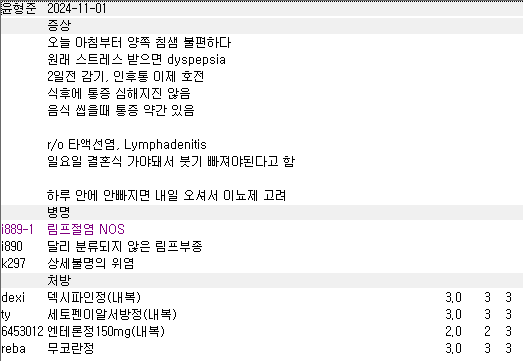 윤형준 2024-11-01
증상
오늘 아침부터 양쪽 침샘 불편하다
원래 스트레스 받으면 dyspepsia
2일전 감기, 인후통 이제 호전
식후에 통증 심해지진 않음
음식 씹을때 통증 약간 있음
r/o 타액선염, Lymphadenitis
일요일 결혼식 가야돼서 붓기 빠져야된다고 함
하루 안에 안빠지면 내일 오셔서 이뇨제 고려
병명
i889-1 림프절염 NOS
i890 달리 분류되지 않은 림프부종
k297 상세불명의 위염
처방
dexi 덱시파인정(내복) 3.0 3 3
ty 세토펜이알서방정(내복) 3.0 3 3
6453012 엔테론정150mg(내복) 2.0 2 3
reba 무코란정 3.0 3 3